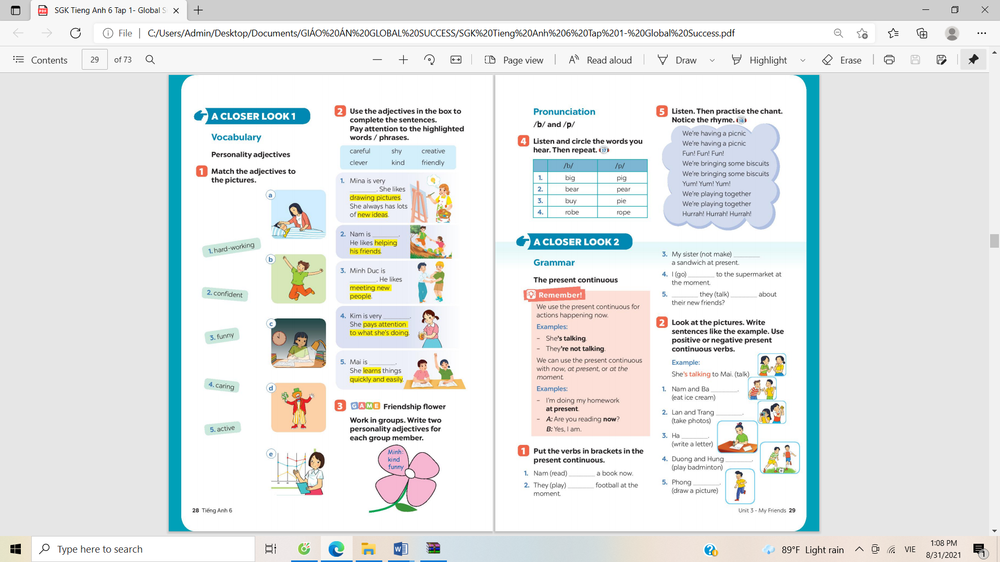 SGK Tieng Anh 6 Tap 1- Global S
File
C:/Users/Admin/Desktop/Documents/GIÁO%20ÁN%20GLOBAL%20SUCCESS/SGK%20Tieng%20Anh%206%20Tap%201-%20Global%20Success.pdf
Contents
29
of 73
Page view
Read aloud
Draw
Highlight
Erase
A CLOSER LOOK 1
Vocabulary
Personality adjectives
1 Match the adjectives to
the pictures.
a
1. hard-working
b
2. confident
c
3. funny
4. caring
d
5. active
e
2 Use the adjectives in the box to
complete the sentences.
Pay attention to the highlighted
words / phrases.
careful shy creative
clever kind friendly
1. Mina is very
________. She likes
drawing pictures.
She always has lots
of new ideas.
2. Nam is ________.
He likes helping
his friends.
3. Minh Duc is
________. He likes
meeting new
people.
4. Kim is very ________.
She pays attention
to what she's doing.
5. Mai is ________.
She learns things
quickly and easily.
3 GAME Friendship flower
Work in groups. Write two
personality adjectives for
each group member.
Minh:
kind
funny
28 Tiếng Anh 6
Pronunciation
/b/ and /p/
4 Listen and circle the words you
hear. Then repeat. 17
/b/ /p/
1. big pig
2. bear pear
3. buy pie
4. robe rope
5 Listen. Then practise the chant.
Notice the rhyme. 18
We're having a picnic
We're having a picnic
Fun! Fun! Fun!
We're bringing some biscuits
We're bringing some biscuits
Yum! Yum! Yum!
We're playing together
We're playing together
Hurrah! Hurrah! Hurrah!
A CLOSER LOOK 2
Grammar
The present continuous
Remember!
We use the present continuous for
actions happening now.
Examples:
– She's talking.
– They're not talking.
We can use the present continuous
with now, at present, or at the
moment.
Examples:
– I'm doing my homework
at present.
– A: Are you reading now?
B: Yes, I am.
1 Put the verbs in brackets in the
present continuous.
1. Nam (read) ________ a book now.
2. They (play) ________ football at the
moment.
3. My sister (not make) ________
a sandwich at present.
4. I (go) ________ to the supermarket at
the moment.
5. ________ they (talk) ________ about
their new friends?
2 Look at the pictures. Write
sentences like the example. Use
positive or negative present
continuous verbs.
Example:
She's talking to Mai. (talk)
1. Nam and Ba ________.
(eat ice cream)
2. Lan and Trang ________.
(take photos)
3. Ha ________.
(write a letter)
4. Duong and Hung ________.
(play badminton)
5. Phong ________.
(draw a picture)
Unit 3 - My Friends 29
Type here to search
89°F Light rain
VIE
1:08 PM
8/31/2021
1